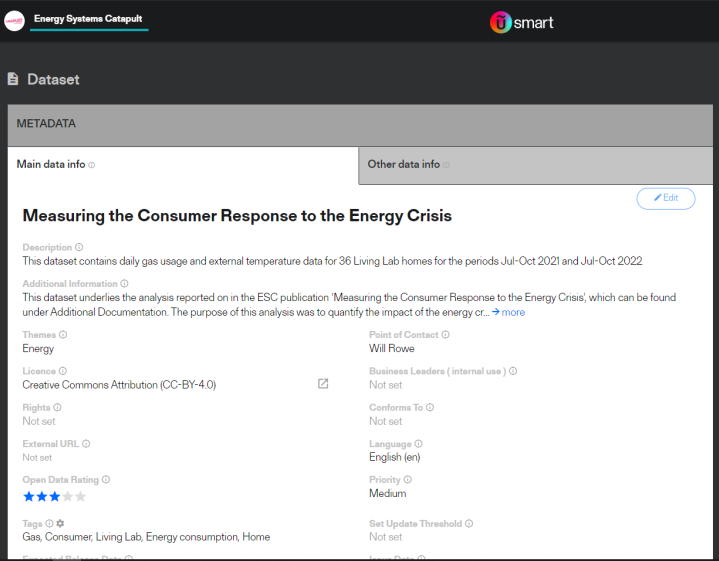 Energy Systems Catapult
smart
Dataset
METADATA
Main data info
Other data info
Edit
Measuring the Consumer Response to the Energy Crisis
Description
This dataset contains daily gas usage and external temperature data for 36 Living Lab homes for the periods Jul-Oct 2021 and Jul-Oct 2022
Additional Information
This dataset underlies the analysis reported on in the ESC publication 'Measuring the Consumer Response to the Energy Crisis', which can be found
under Additional Documentation. The purpose of this analysis was to quantify the impact of the energy cr... → more
Themes
Energy
Point of Contact
Will Rowe
Licence
Creative Commons Attribution (CC-BY-4.0)
Business Leaders ( internal use )
Not set
Rights
Not set
Conforms To
Not set
External URL
Not set
Language
English (en)
Open Data Rating
Priority
Medium
Tags
Gas, Consumer, Living Lab, Energy consumption, Home
Set Update Threshold
Not set
Expected Release Date
Issue Date